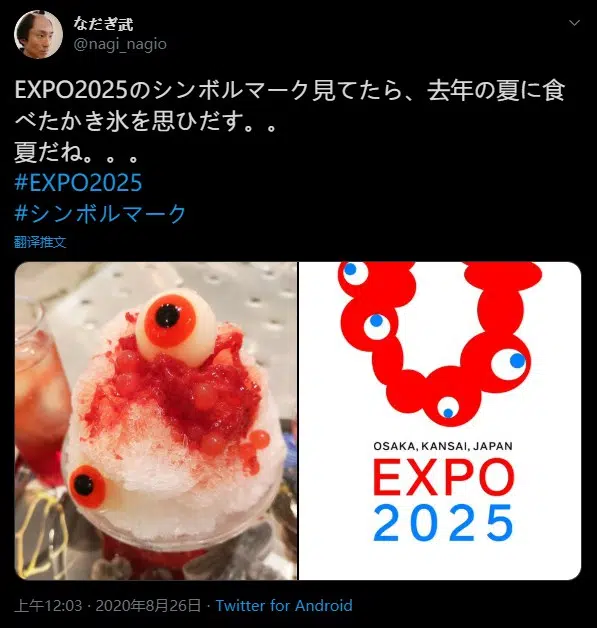 なだぎ武
@nagi_nagio
EXPO2025のシンボルマーク見てたら、去年の夏に食
べたかき氷を思ひだす。。
夏だね。。。
#EXPO2025
#シンボルマーク
翻译推文
OSAKA, KANSAI, JAPAN
EXPO
2025
上午12:03 · 2020年8月26日 · Twitter for Android